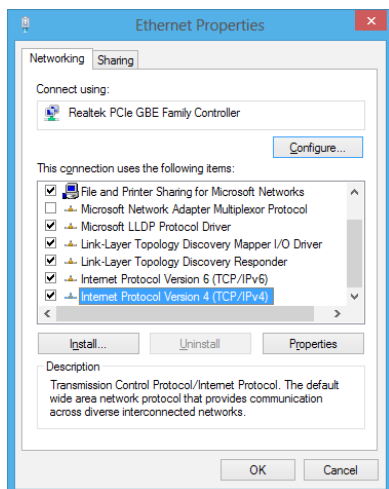 Ethernet Properties
Networking
Sharing
Connect using:
Realtek PCIe GBE Family Controller
Configure...
This connection uses the following items:
File and Printer Sharing for Microsoft Networks
Microsoft Network Adapter Multiplexor Protocol
Microsoft LLDP Protocol Driver
Link-Layer Topology Discovery Mapper I/O Driver
Link-Layer Topology Discovery Responder
Internet Protocol Version 6 (TCP/IPv6)
Internet Protocol Version 4 (TCP/IPv4)
Install...
Uninstall
Properties
Description
Transmission Control Protocol/Internet Protocol. The default
wide area network protocol that provides communication
across diverse interconnected networks.
OK
Cancel